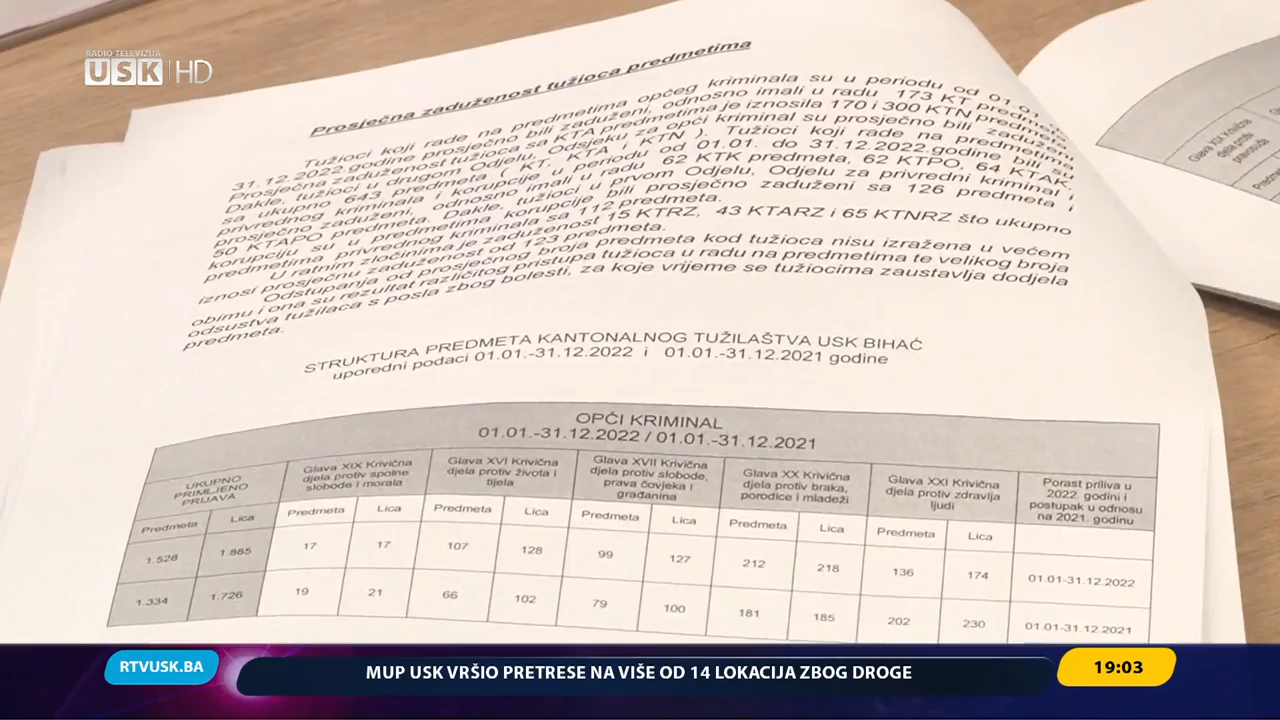 RADIO TELEVIZIJA
USK HD
Prosječna zaduženost tužioca predmetima
Tužioci koji rade na predmetima općeg kriminala su u periodu od 01.0
31.12.2022.godine prosječno bili zaduženi, odnosno imali u radu 173 KT predmeta
Prosječna zaduženost tužioca sa KTA predmetima je iznosila 170 i 300 KTN predmeta
Dakle, tužioci u drugom Odjelu, Odsjeku za opći kriminal su prosječno bili zaduženi
sa ukupno 643 predmeta ( KT, KTA i KTN ). Tužioci koji rade na predmetima
privrednog kriminala i korupcije u periodu od 01.01. do 31.12.2022.godine bili su
prosječno zaduženi, odnosno imali u radu 62 KTK predmeta, 62 KTPO, 64 KTAK,
50 KTAPO predmeta. Dakle, tužioci u prvom Odjelu, Odjelu za privredni kriminal i
korupciju su u predmetima korupcije bili prosječno zaduženi sa 126 predmeta i
predmetima privrednog kriminala sa 112 predmeta.
U ratnim zločinima je zaduženost 15 KTRZ, 43 KTARZ i 65 KTNRZ što ukupno
iznosi prosječnu zaduženost od 123 predmeta.
Odstupanja od prosječnog broja predmeta kod tužioca nisu izražena u većem
obimu i ona su rezultat različitog pristupa tužioca u radu na predmetima te velikog broja
odsustva tužilaca s posla zbog bolesti, za koje vrijeme se tužiocima zaustavlja dodjela
predmeta.
STRUKTURA PREDMETA KANTONALNOG TUŽILAŠTVA USK BIHAĆ
uporedni podaci 01.01.-31.12.2022 i 01.01.-31.12.2021 godine
OPČI KRIMINAL
01.01.-31.12.2022 / 01.01.-31.12.2021
UKUPNO
PRIMLJENO
PRIJAVA
Glava XIX Krivična
djela protiv spolne
slobode i morala
Glava XVI Krivična
djela protiv života i
tijela
Glava XVII Krivična
djela protiv slobode,
prava čovjeka i
građanina
Glava XX Krivična
djela protiv braka,
porodice i mladeži
Glava XXI Krivična
djela protiv zdravlja
ljudi
Porast priliva u
2022. godini i
postupak u odnosu
na 2021. godinu
Predmeta Lica Predmeta Lica Predmeta Lica Predmeta Lica Predmeta Lica Predmeta Lica
1.528 1.885 17 17 107 128 99 127 212 218 136 174 01.01-31.12.2022
1.334 1.726 19 21 66 102 79 100 181 185 202 230 01.01-31.12.2021
Glava XIX Krivična
djela protiv
pravosuđa
RTVUSK.BA
MUP USK VRŠIO PRETRESE NA VIŠE OD 14 LOKACIJA ZBOG DROGE
19:03